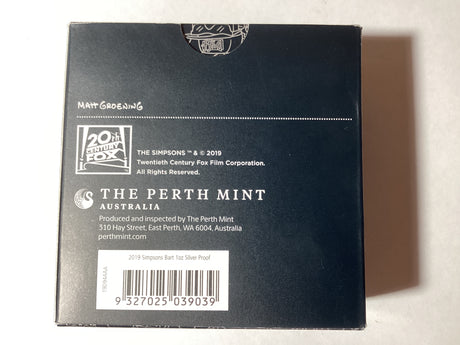 MATT GROENING
20TH
CENTURY
FOX
THE SIMPSONS ™ & © 2019
Twentieth Century Fox Film Corporation.
All Rights Reserved.
THE PERTH MINT
AUSTRALIA
Produced and inspected by The Perth Mint
310 Hay Street, East Perth, WA 6004, Australia
perthmint.com
2019 Simpsons Bart 1oz Silver Proof
9 327025 039039